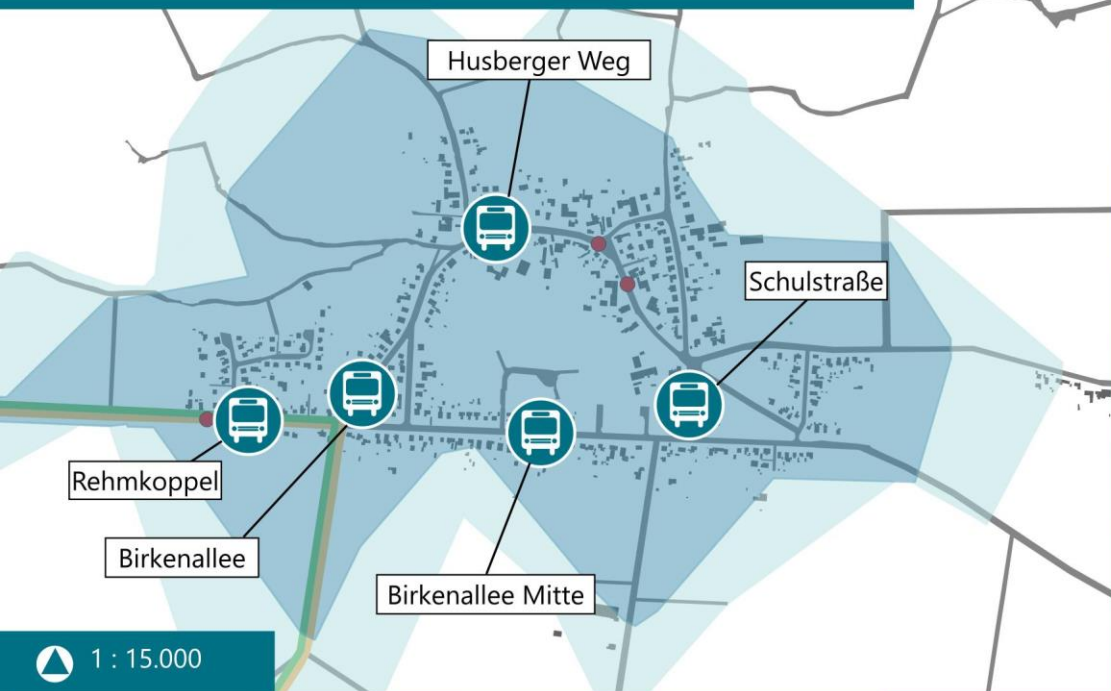 Husberger Weg
Schulstraße
Rehmkoppel
Birkenallee
Birkenallee Mitte
1 : 15.000